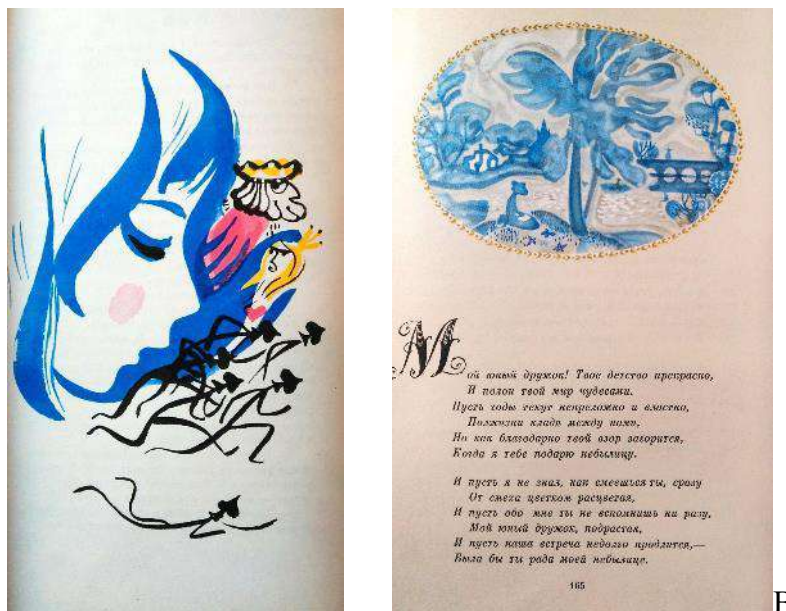 Мой юный дружок! Твое детство прекрасно,
И полон твой мир чудесами.
Пусть годы текут непреложно и властно,
Полжизни кладя между нами,
Но как благодарно твой взор загорится,
Когда я тебе подарю небылицу.
И пусть я не знал, как смеешься ты, сразу
От смеха цветком расцветая,
И пусть обо мне ты не вспомнишь ни разу,
Мой юный дружок, подрастая,
И пусть наша встреча недолго продлится,—
Была бы ты рада моей небылице.
165